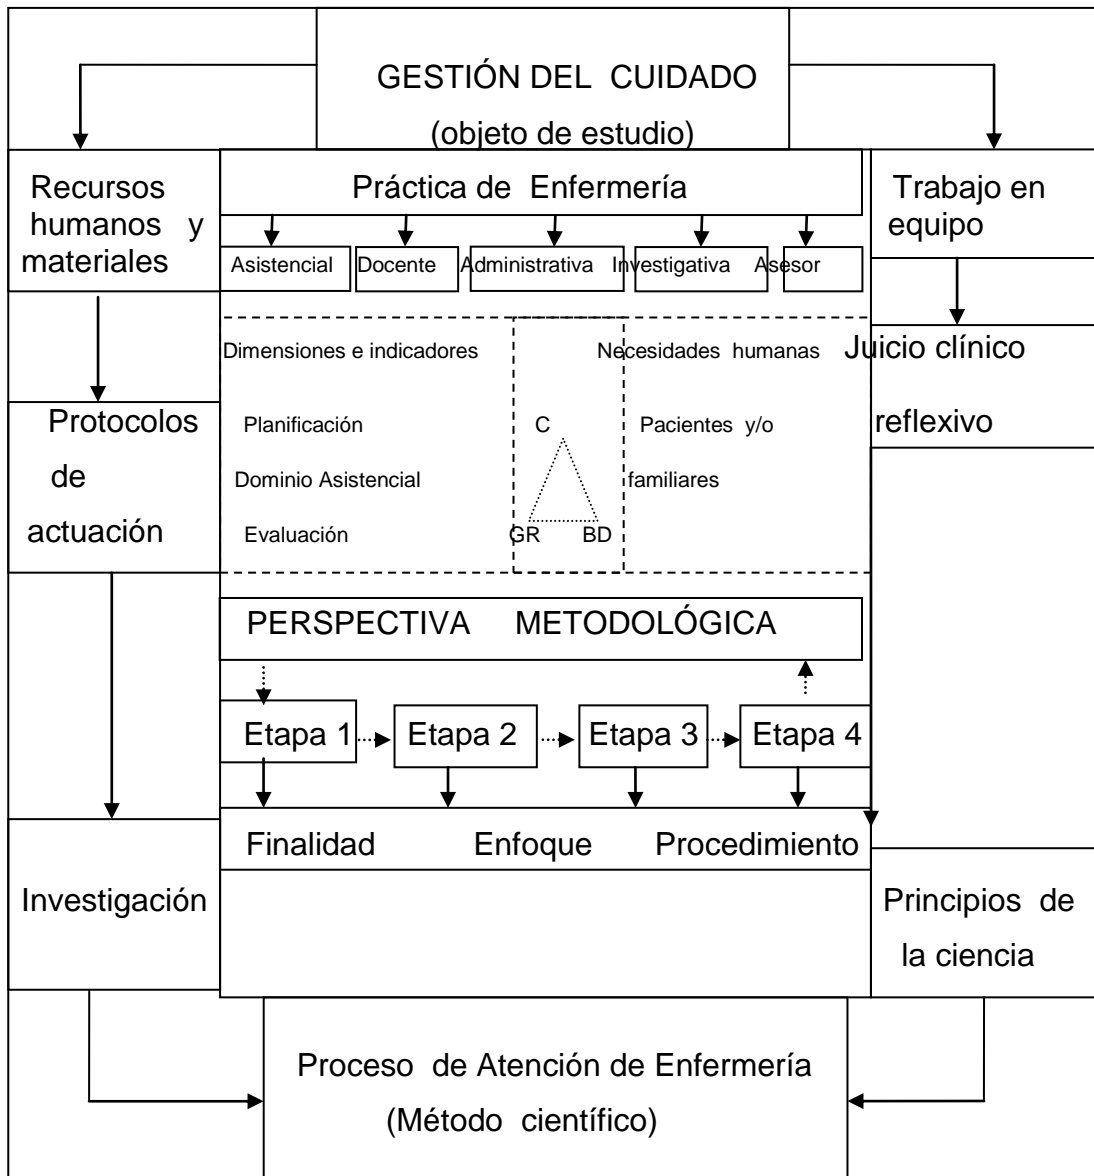 GESTIÓN DEL CUIDADO
(objeto de estudio)
Recursos
humanos y
materiales
Práctica de Enfermería
Trabajo en
equipo
Asistencial
Docente
Administrativa
Investigativa
Asesor
Dimensiones e indicadores
Necesidades humanas
Juicio clínico
reflexivo
Protocolos
de
actuación
Planificación
C
Pacientes y/o
Dominio Asistencial
familiares
Evaluación
GR
BD
PERSPECTIVA METODOLÓGICA
Etapa 1
Etapa 2
Etapa 3
Etapa 4
Finalidad
Enfoque
Procedimiento
Investigación
Principios de
la ciencia
Proceso de Atención de Enfermería
(Método científico)